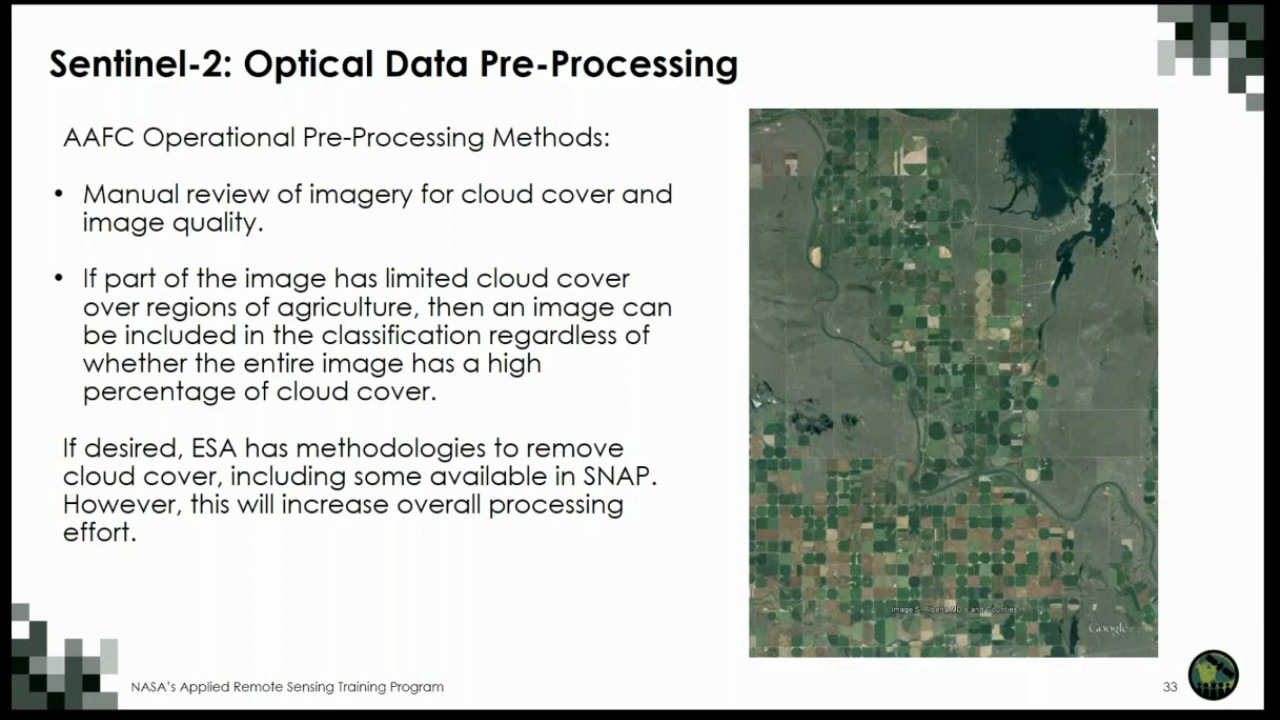 Sentinel-2: Optical Data Pre-Processing
AAFC Operational Pre-Processing Methods:
• Manual review of imagery for cloud cover and
image quality.
• If part of the image has limited cloud cover
over regions of agriculture, then an image can
be included in the classification regardless of
whether the entire image has a high
percentage of cloud cover.
If desired, ESA has methodologies to remove
cloud cover, including some available in SNAP.
However, this will increase overall processing
effort.
Google
NASA's Applied Remote Sensing Training Program
33